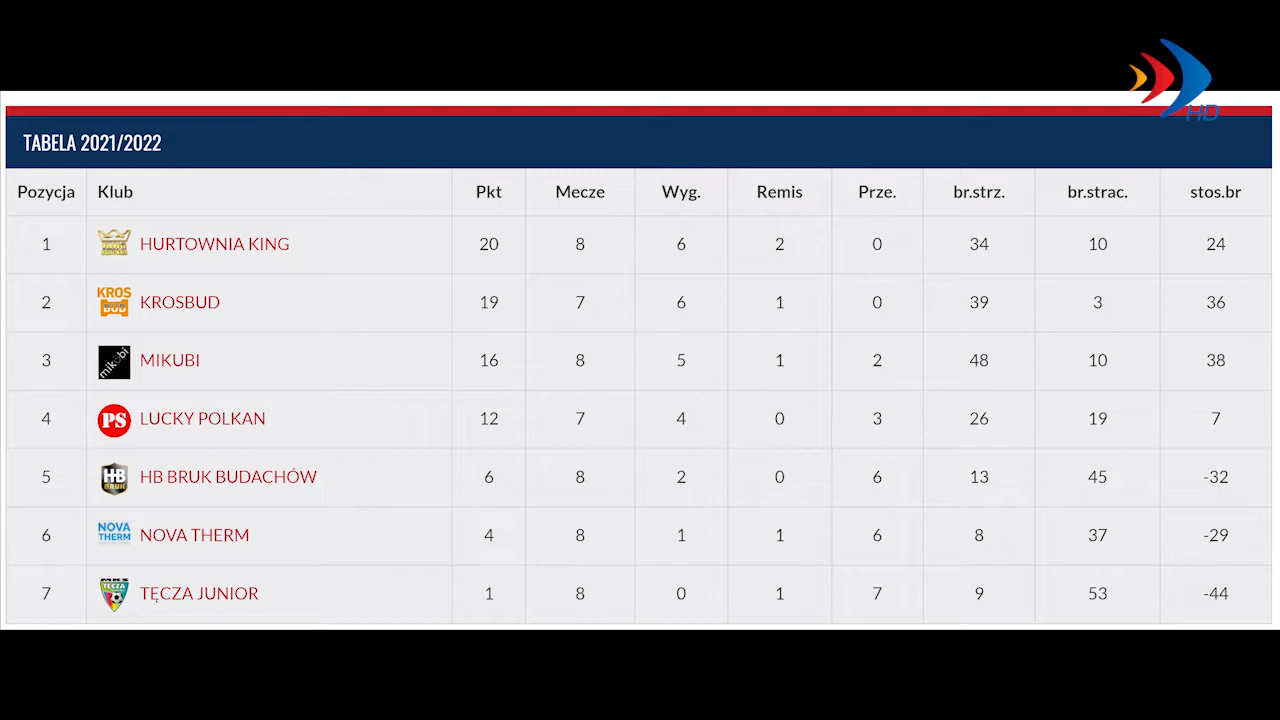 HD
TABELA 2021/2022
Pozycja Klub Pkt Mecze Wyg. Remis Prze. br.strz. br.strac. stos.br
1 KING HURTOWNIA KING 20 8 6 2 0 34 10 24
2 KROS BUD KROSBUD 19 7 6 1 0 39 3 36
3 mikubi MIKUBI 16 8 5 1 2 48 10 38
4 PS LUCKY POLKAN 12 7 4 0 3 26 19 7
5 HB BRUK HB BRUK BUDACHÓW 6 8 2 0 6 13 45 -32
6 NOVA THERM NOVA THERM 4 8 1 1 6 8 37 -29
7 MKS TĘCZA TĘCZA JUNIOR 1 8 0 1 7 9 53 -44